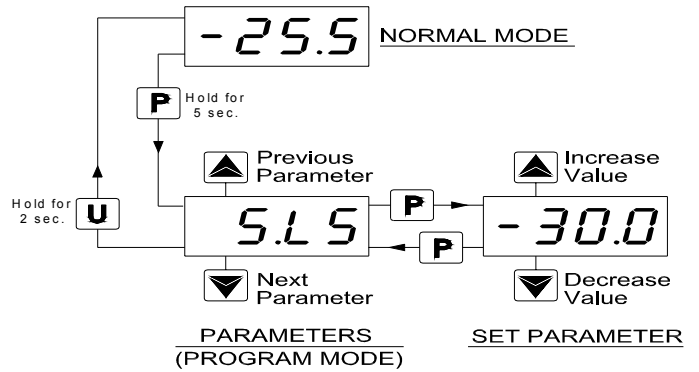 -25.5
NORMAL MODE
P
Hold for
5 sec.
Previous
Parameter
Increase
Value
P
Hold for
2 sec.
U
S.L S
-30.0
P
Next
Parameter
Decrease
Value
PARAMETERS
(PROGRAM MODE)
SET PARAMETER